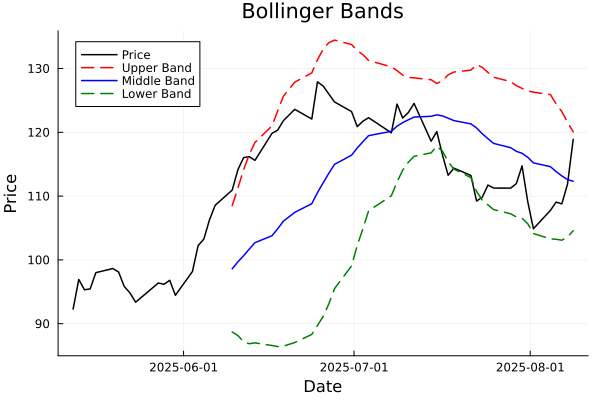 Bollinger Bands
Price
Upper Band
Middle Band
Lower Band
130
120
110
100
90
Price
2025-06-01
2025-07-01
2025-08-01
Date